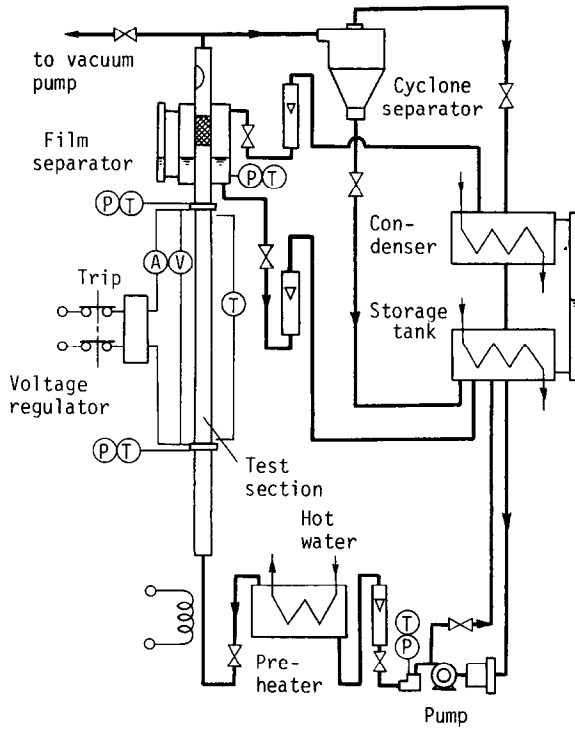 to vacuum
pump
Cyclone
separator
Film
separator
P T
P T
Con-
denser
A V
Trip
T
Storage
tank
Voltage
regulator
P T
Test
section
Hot
water
T
P
Pre-
heater
Pump